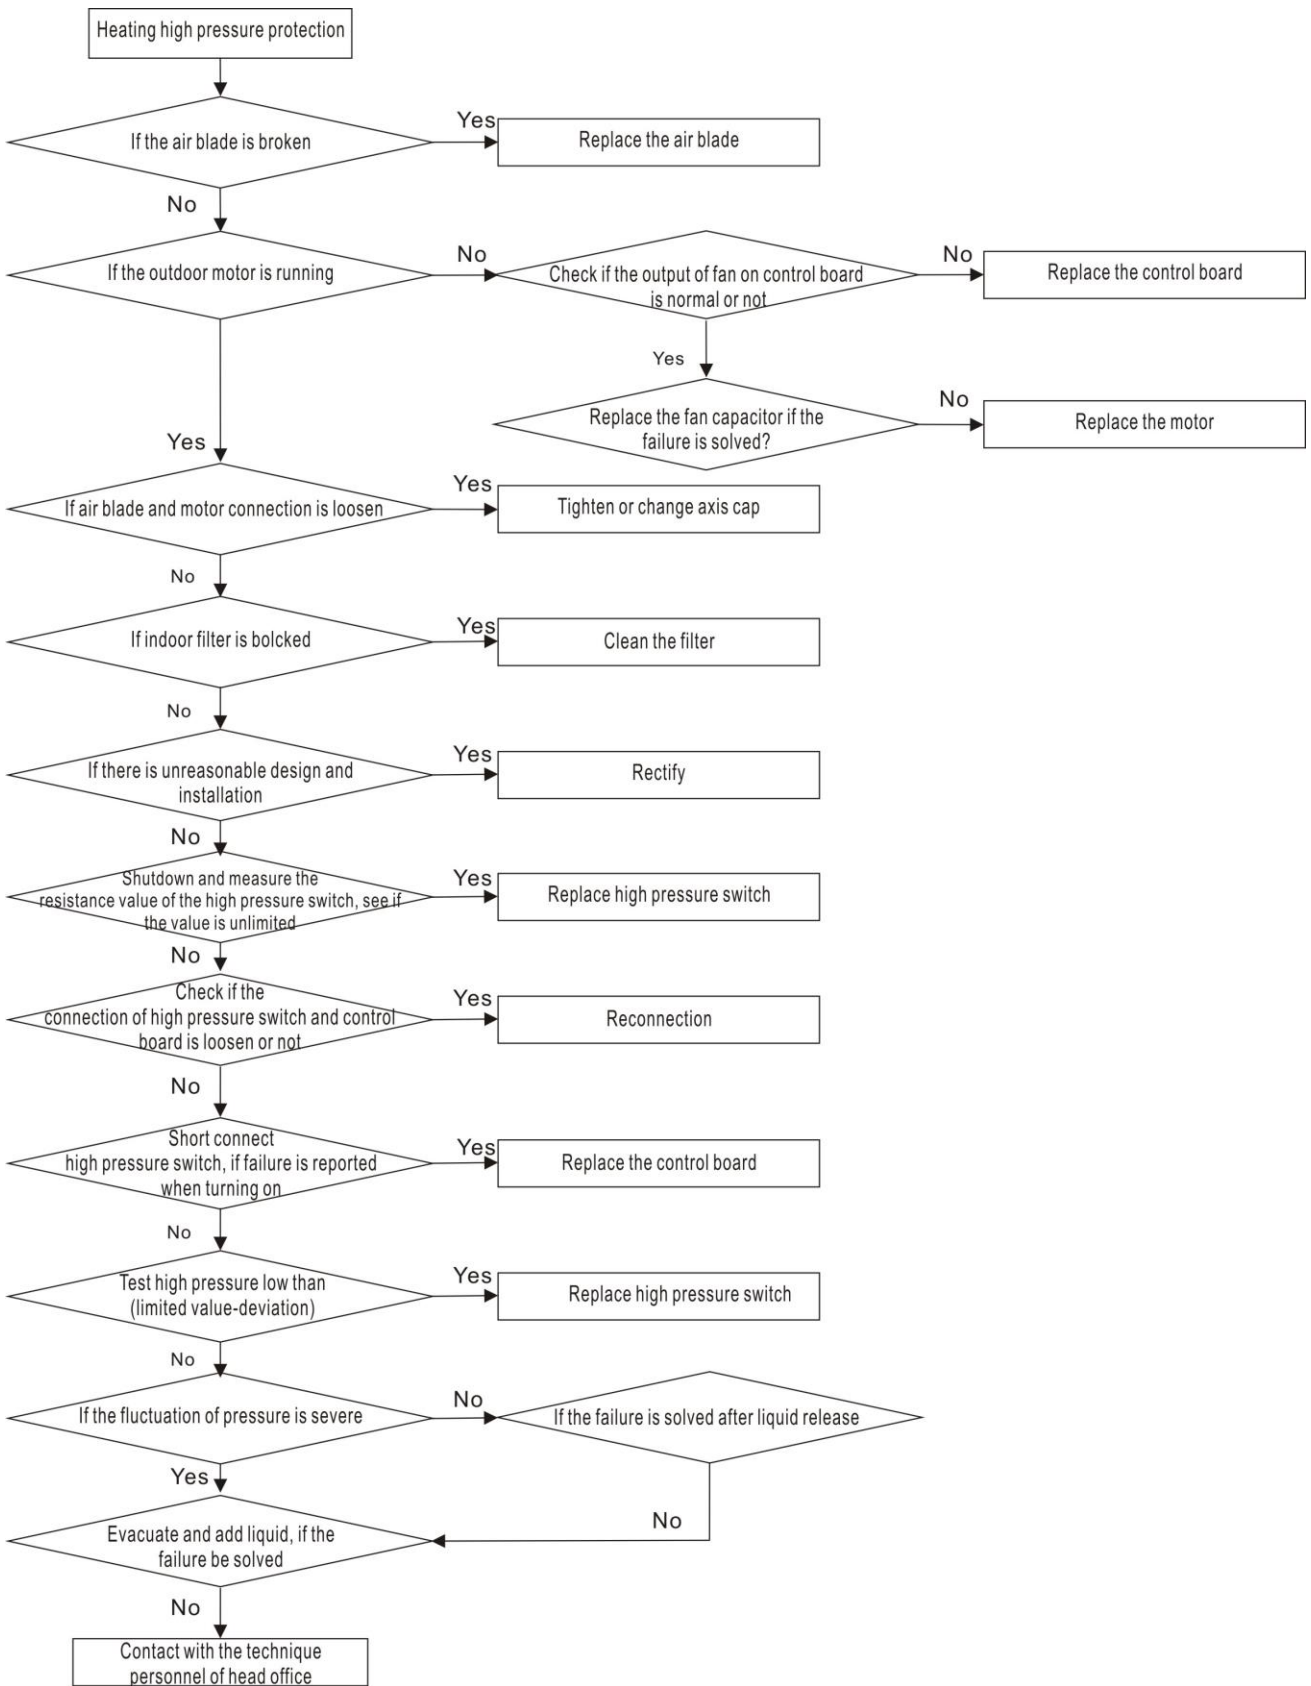 Heating high pressure protection
If the air blade is broken
Yes
Replace the air blade
No
If the outdoor motor is running
No
Check if the output of fan on control board
is normal or not
No
Replace the control board
Yes
Replace the fan capacitor if the
failure is solved?
No
Replace the motor
Yes
If air blade and motor connection is loosen
Yes
Tighten or change axis cap
No
If indoor filter is bolcked
Yes
Clean the filter
No
If there is unreasonable design and
installation
Yes
Rectify
No
Shutdown and measure the
resistance value of the high pressure switch, see if
the value is unlimited
Yes
Replace high pressure switch
No
Check if the
connection of high pressure switch and control
board is loosen or not
Yes
Reconnection
No
Short connect
high pressure switch, if failure is reported
when turning on
Yes
Replace the control board
No
Test high pressure low than
(limited value-deviation)
Yes
Replace high pressure switch
No
If the fluctuation of pressure is severe
No
If the failure is solved after liquid release
Yes
No
Evacuate and add liquid, if the
failure be solved
No
Contact with the technique
personnel of head office